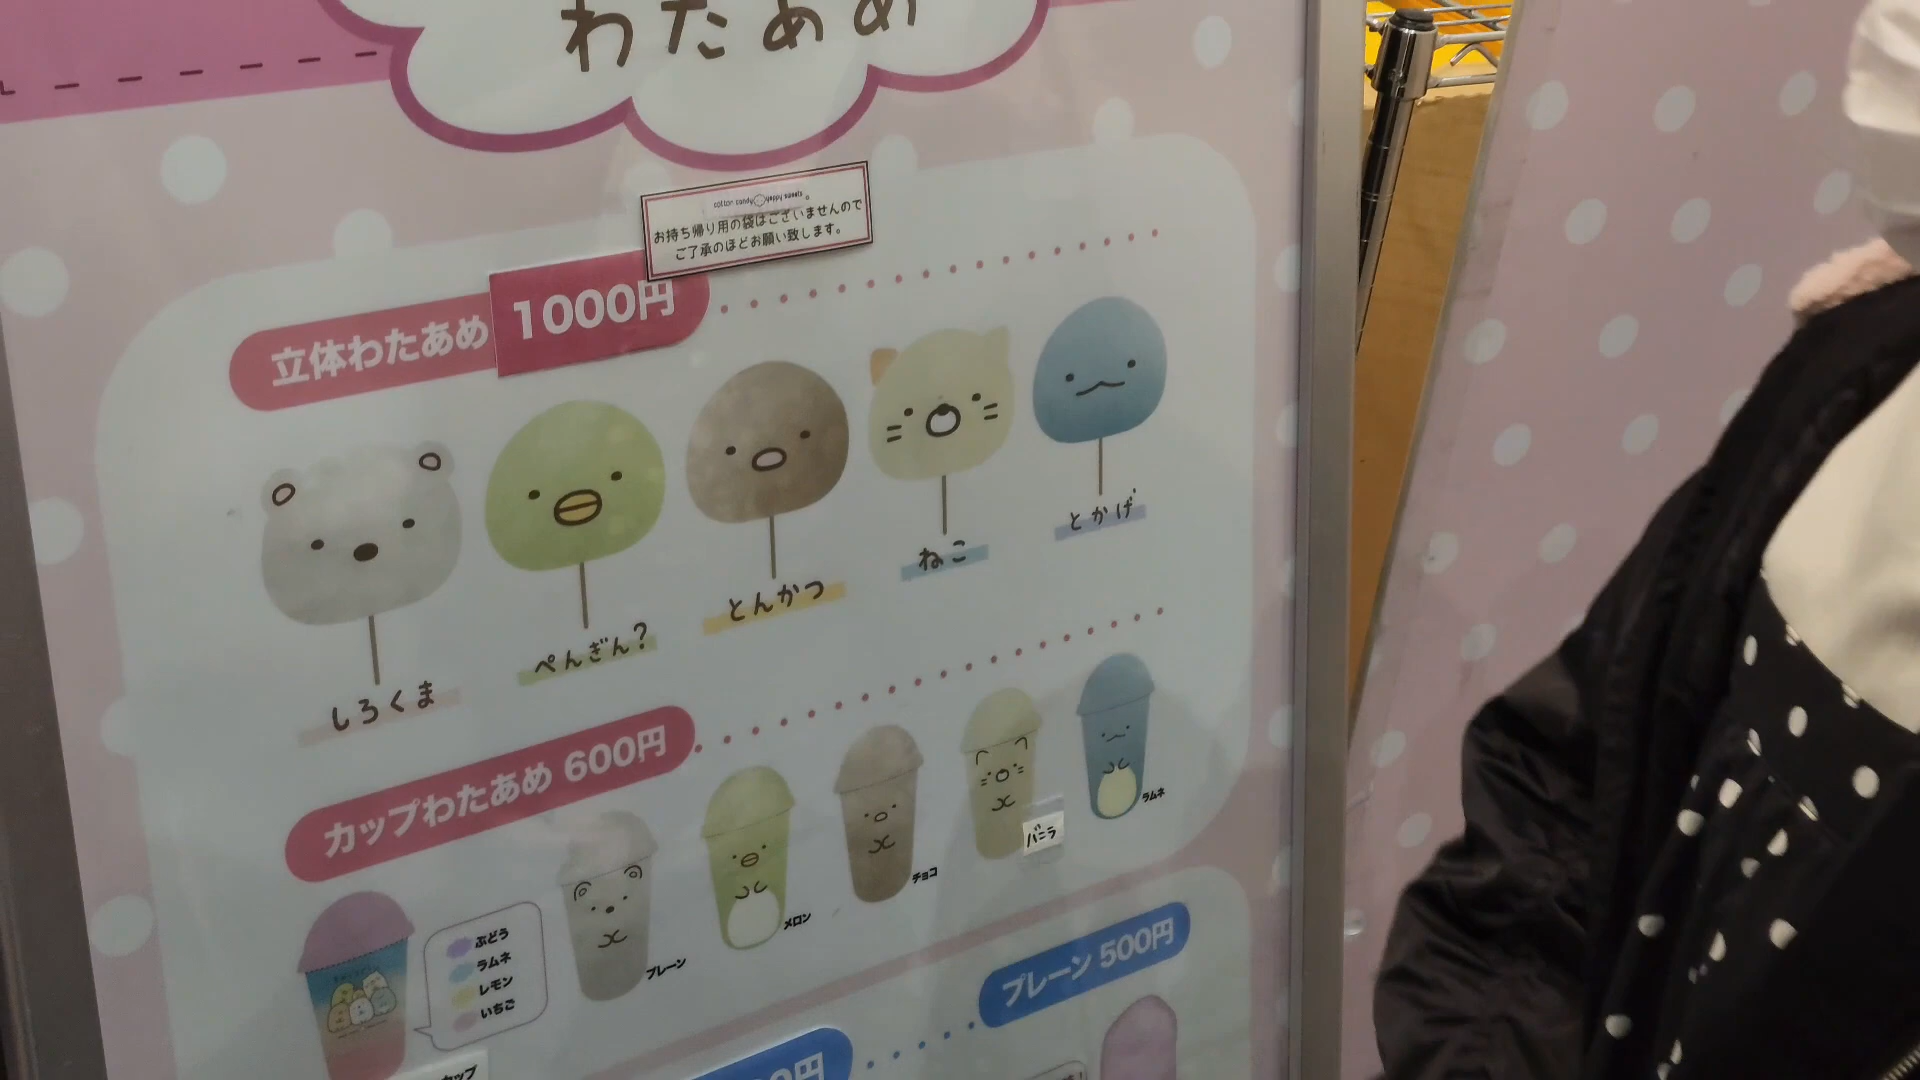 わたあめ
cotton candy yappy sweets。
お持ち帰り用の袋はございませんので
ご了承のほどお願い致します。
立体わたあめ 1000円
しろくま
ぺんぎん?
とんかつ
ねこ
とかげ
カップわたあめ 600円
ぶどう
ラムネ
レモン
いちご
プレーン
メロン
チョコ
バニラ
ラムネ
プレーン 500円
0円
カップ